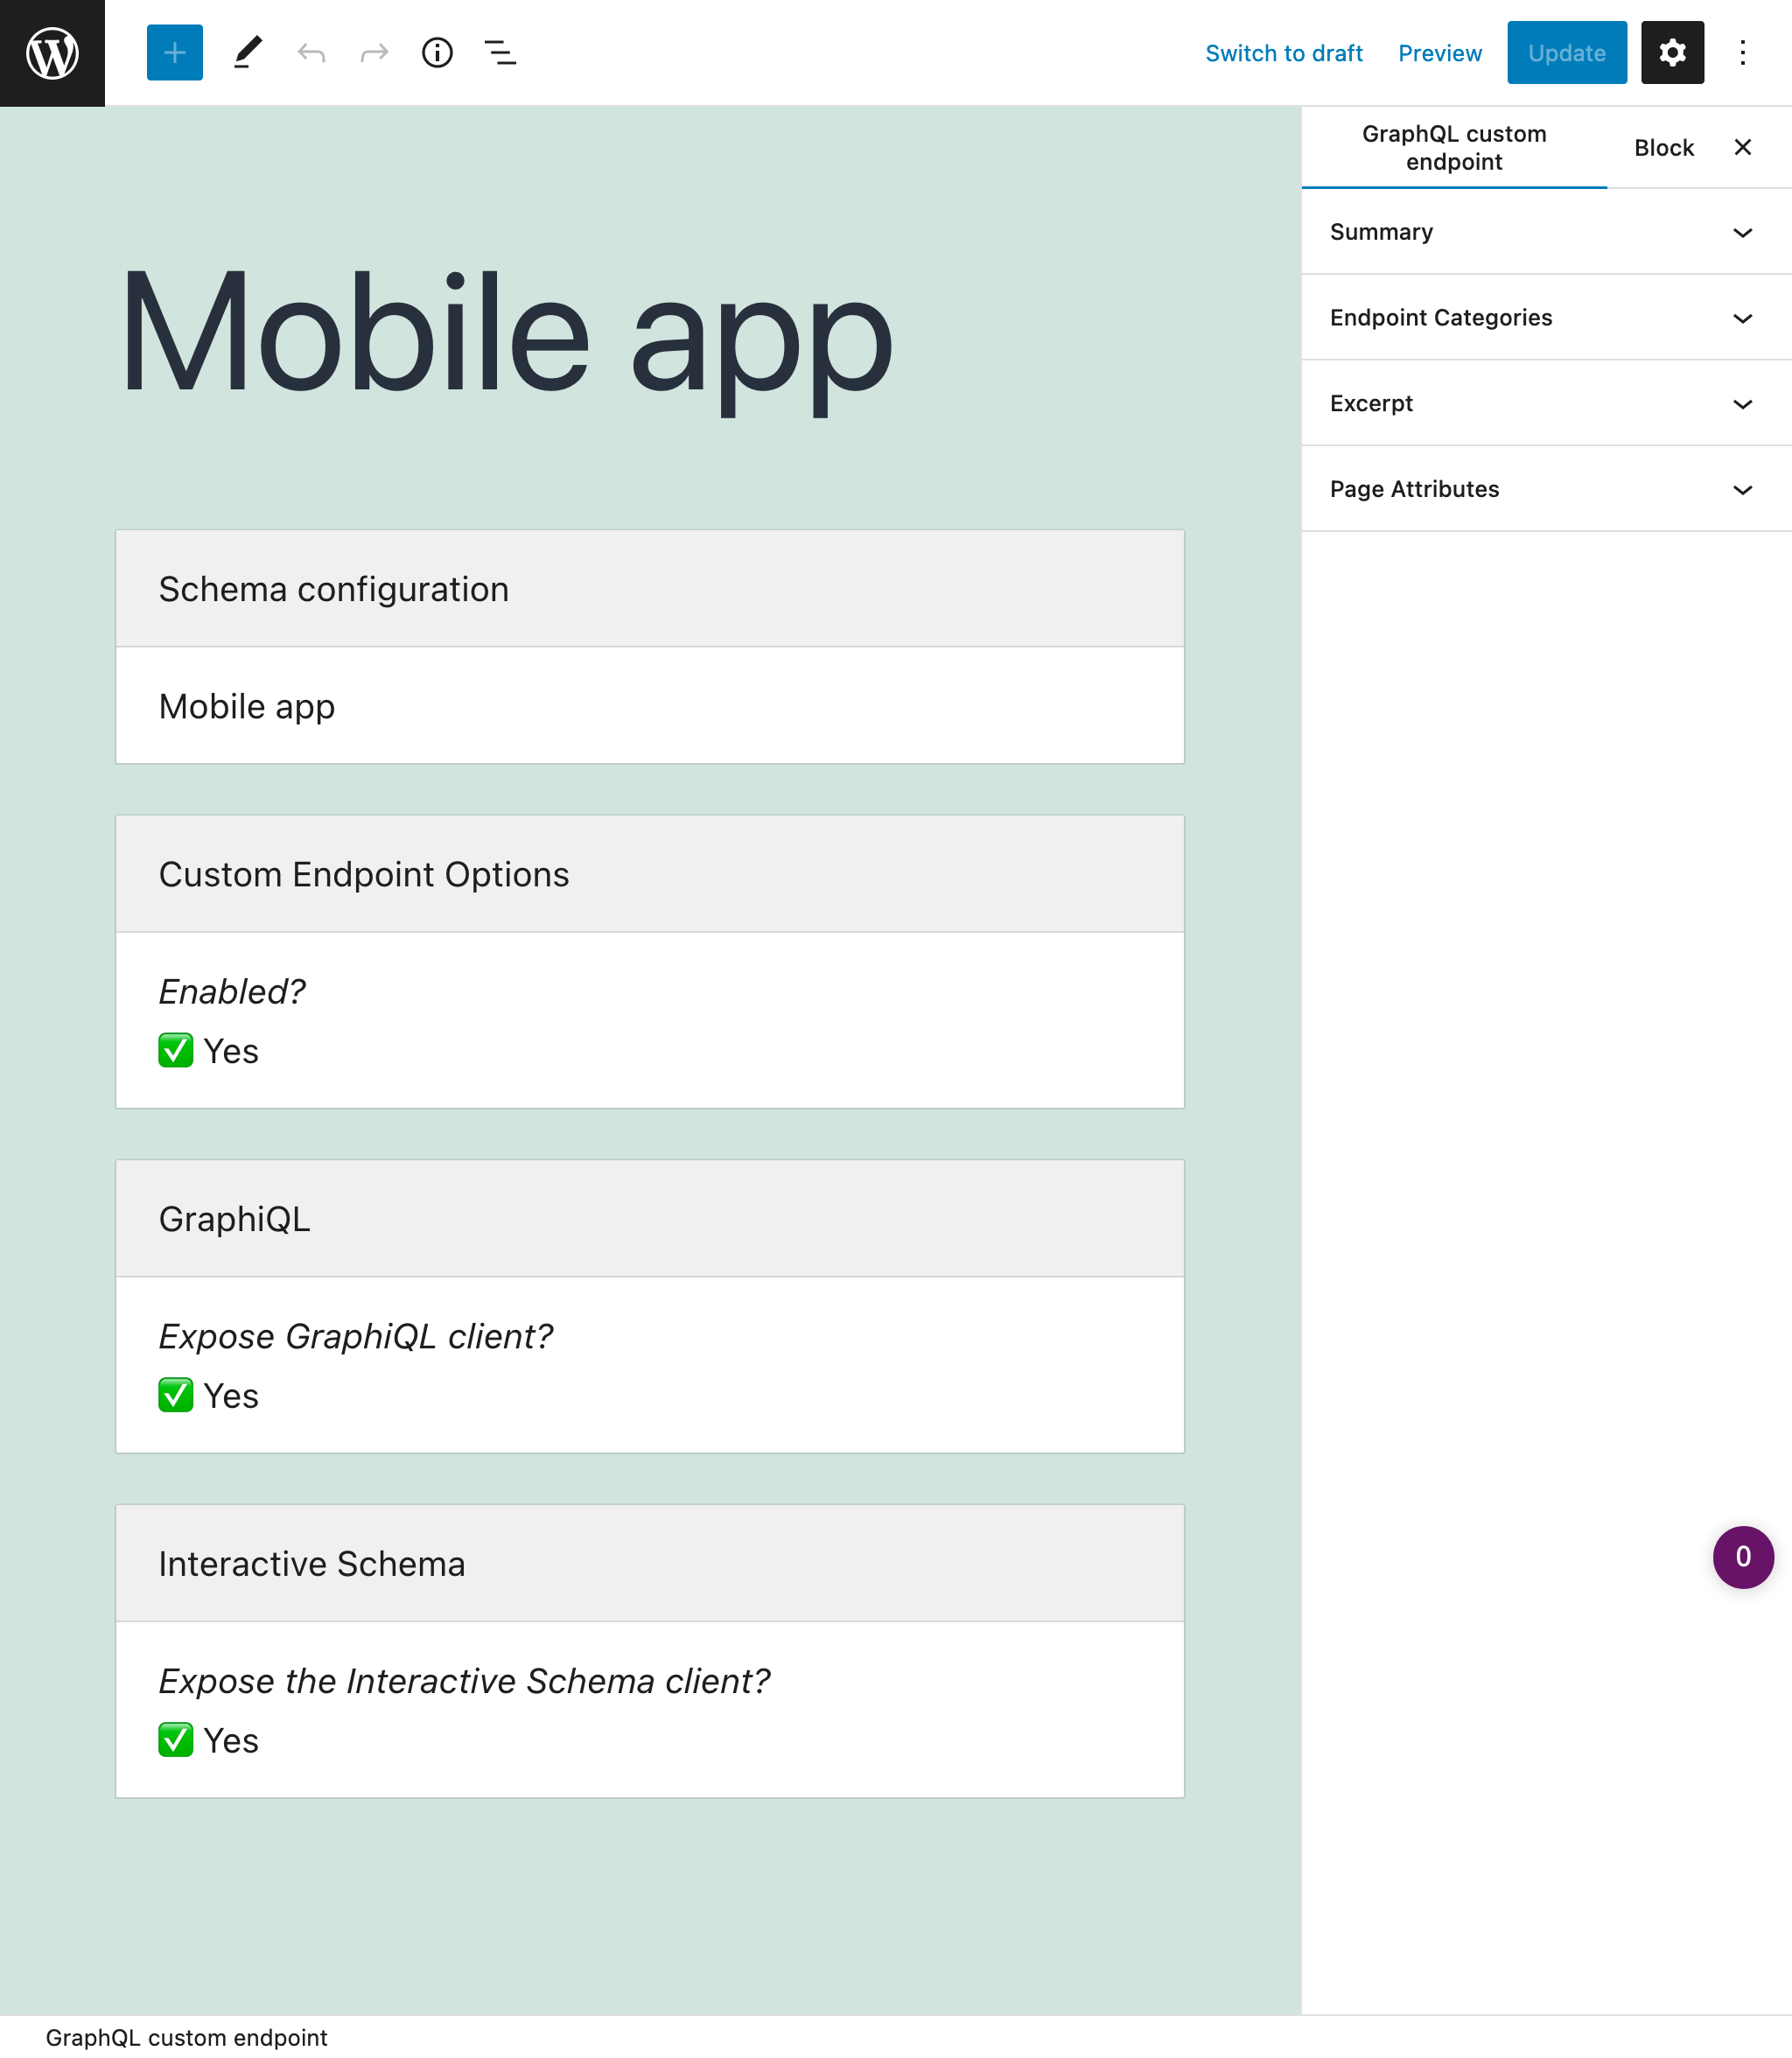 Switch to draft
Preview
Update
GraphQL custom
endpoint
Block
Summary
Endpoint Categories
Excerpt
Page Attributes
Mobile app
Schema configuration
Mobile app
Custom Endpoint Options
Enabled?
✅ Yes
GraphiQL
Expose GraphiQL client?
✅ Yes
Interactive Schema
Expose the Interactive Schema client?
✅ Yes
0
GraphQL custom endpoint